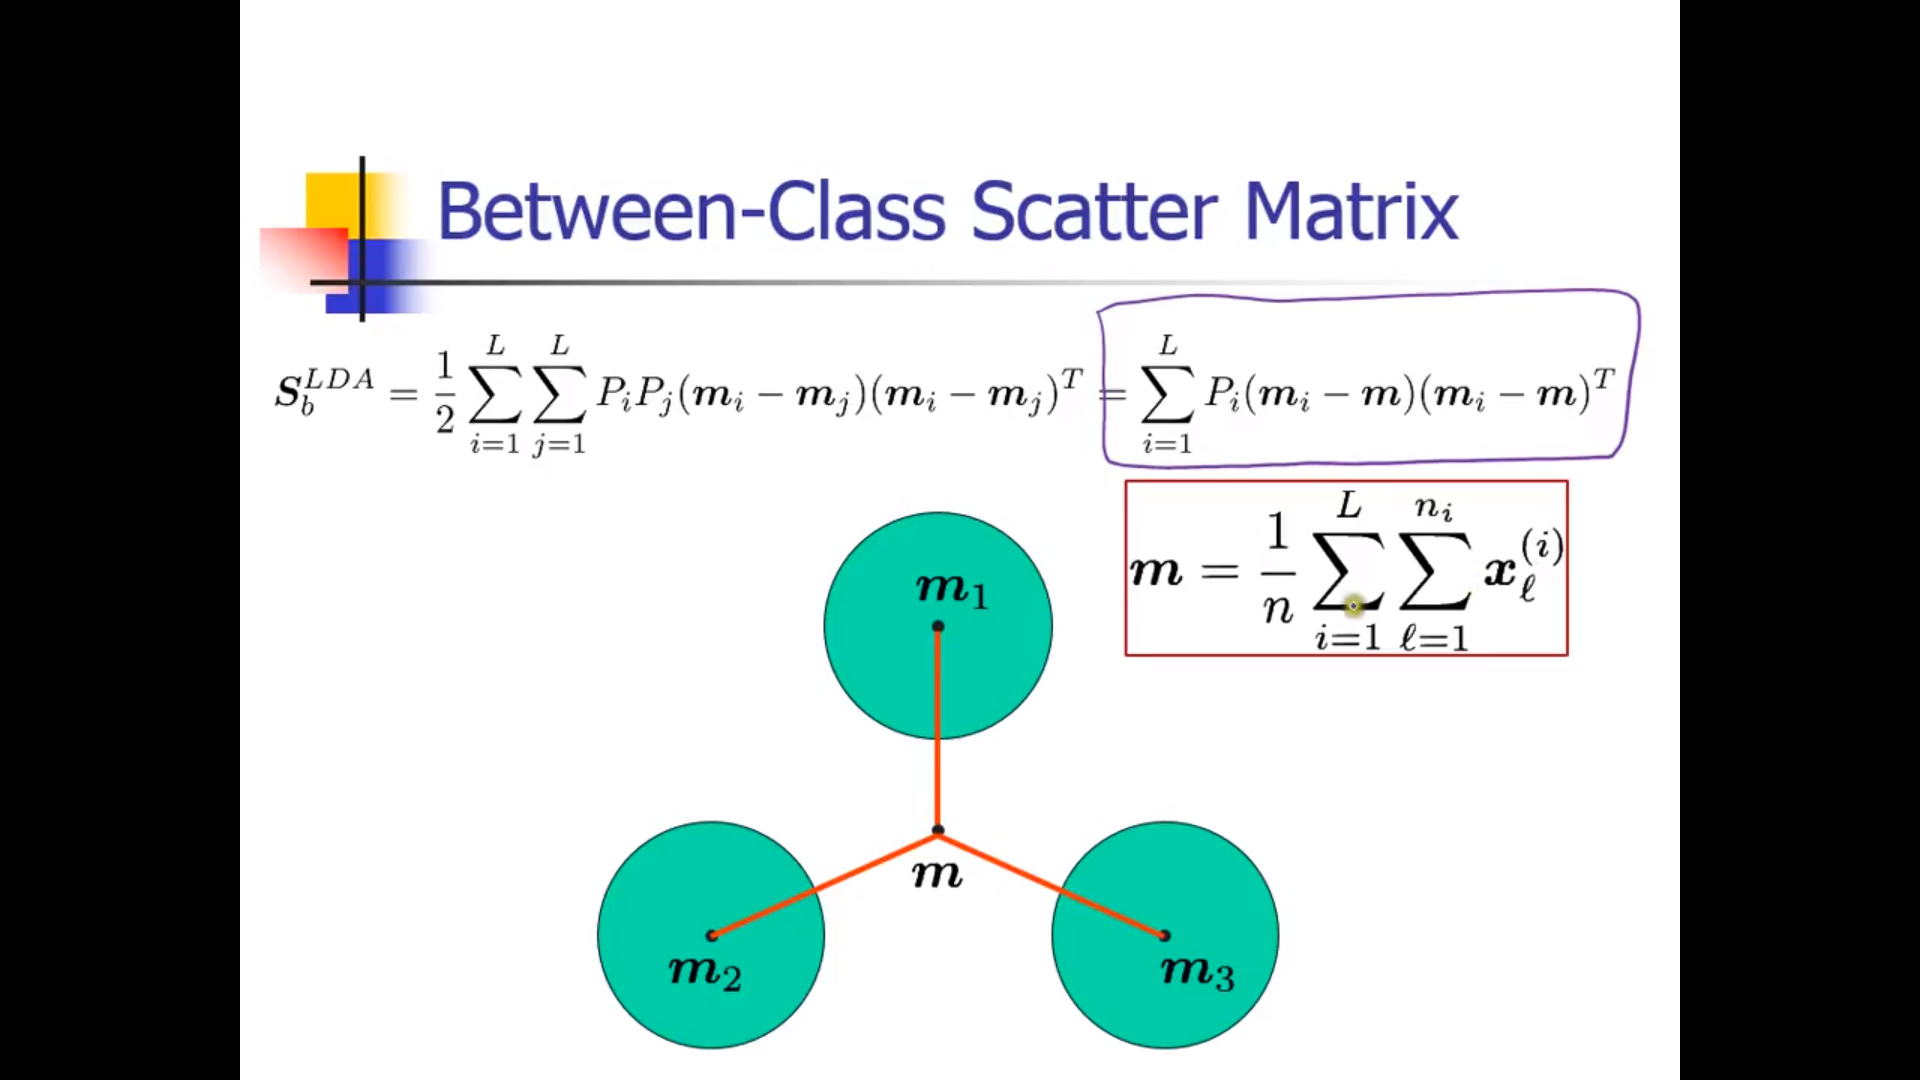 Between-Class Scatter Matrix
$\boldsymbol{S}_b^{LDA} = \frac{1}{2} \sum_{i=1}^{L} \sum_{j=1}^{L} P_i P_j (\boldsymbol{m}_i - \boldsymbol{m}_j)(\boldsymbol{m}_i - \boldsymbol{m}_j)^T = \sum_{i=1}^{L} P_i (\boldsymbol{m}_i - \boldsymbol{m})(\boldsymbol{m}_i - \boldsymbol{m})^T$
$\boldsymbol{m} = \frac{1}{n} \sum_{i=1}^{L} \sum_{\ell=1}^{n_i} \boldsymbol{x}_\ell^{(i)}$
$\boldsymbol{m}_1$
$\boldsymbol{m}$
$\boldsymbol{m}_2$
$\boldsymbol{m}_3$